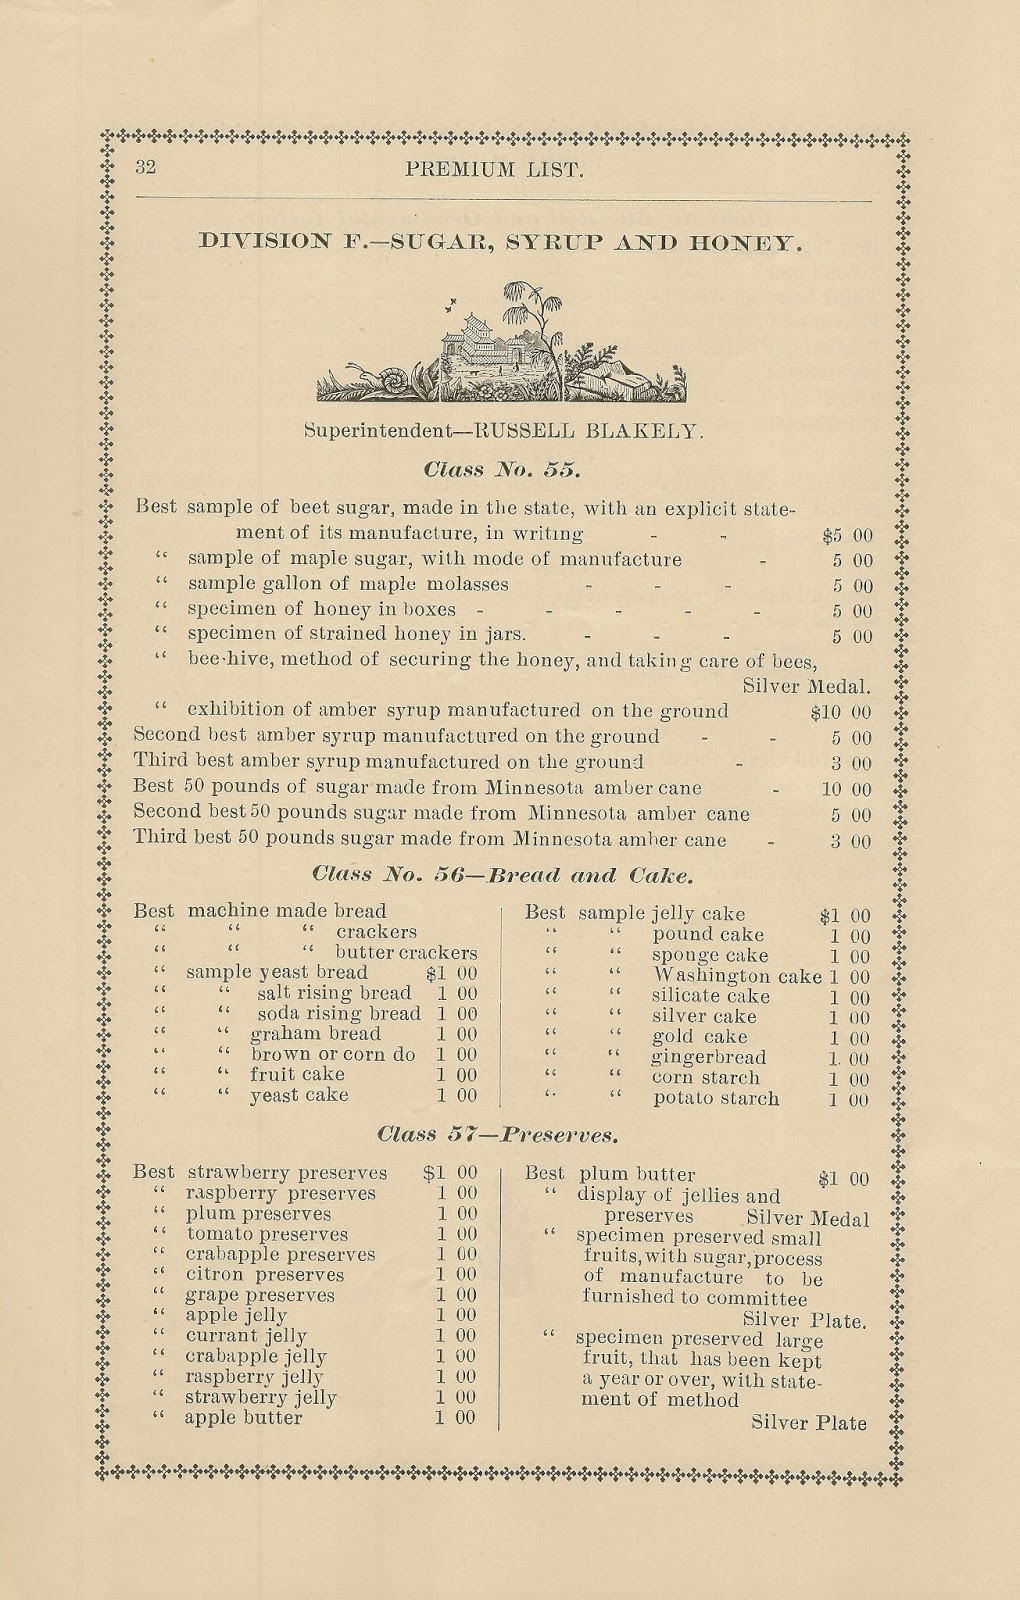 32 PREMIUM LIST.
DIVISION F.—SUGAR, SYRUP AND HONEY.
Superintendent—RUSSELL BLAKELY.
Class No. 55.
Best sample of beet sugar, made in the state, with an explicit state-
ment of its manufacture, in writing - - $5 00
“ sample of maple sugar, with mode of manufacture - 5 00
“ sample gallon of maple molasses - - - 5 00
“ specimen of honey in boxes - - - - - 5 00
“ specimen of strained honey in jars. - - - 5 00
“ bee-hive, method of securing the honey, and taking care of bees,
Silver Medal.
“ exhibition of amber syrup manufactured on the ground $10 00
Second best amber syrup manufactured on the ground - - 5 00
Third best amber syrup manufactured on the ground - 3 00
Best 50 pounds of sugar made from Minnesota amber cane - 10 00
Second best 50 pounds sugar made from Minnesota amber cane 5 00
Third best 50 pounds sugar made from Minnesota amber cane - 3 00
Class No. 56—Bread and Cake.
Best machine made bread
“ “ “ crackers
“ “ “ butter crackers
“ sample yeast bread $1 00
“ “ salt rising bread 1 00
“ “ soda rising bread 1 00
“ “ graham bread 1 00
“ “ brown or corn do 1 00
“ “ fruit cake 1 00
“ “ yeast cake 1 00
Best sample jelly cake $1 00
“ “ pound cake 1 00
“ “ sponge cake 1 00
“ “ Washington cake 1 00
“ “ silicate cake 1 00
“ “ silver cake 1 00
“ “ gold cake 1 00
“ “ gingerbread 1. 00
“ “ corn starch 1 00
“ “ potato starch 1 00
Class 57—Preserves.
Best strawberry preserves $1 00
“ raspberry preserves 1 00
“ plum preserves 1 00
“ tomato preserves 1 00
“ crabapple preserves 1 00
“ citron preserves 1 00
“ grape preserves 1 00
“ apple jelly 1 00
“ currant jelly 1 00
“ crabapple jelly 1 00
“ raspberry jelly 1 00
“ strawberry jelly 1 00
“ apple butter 1 00
Best plum butter $1 00
“ display of jellies and
preserves Silver Medal
“ specimen preserved small
fruits, with sugar, process
of manufacture to be
furnished to committee
Silver Plate.
“ specimen preserved large
fruit, that has been kept
a year or over, with state-
ment of method
Silver Plate